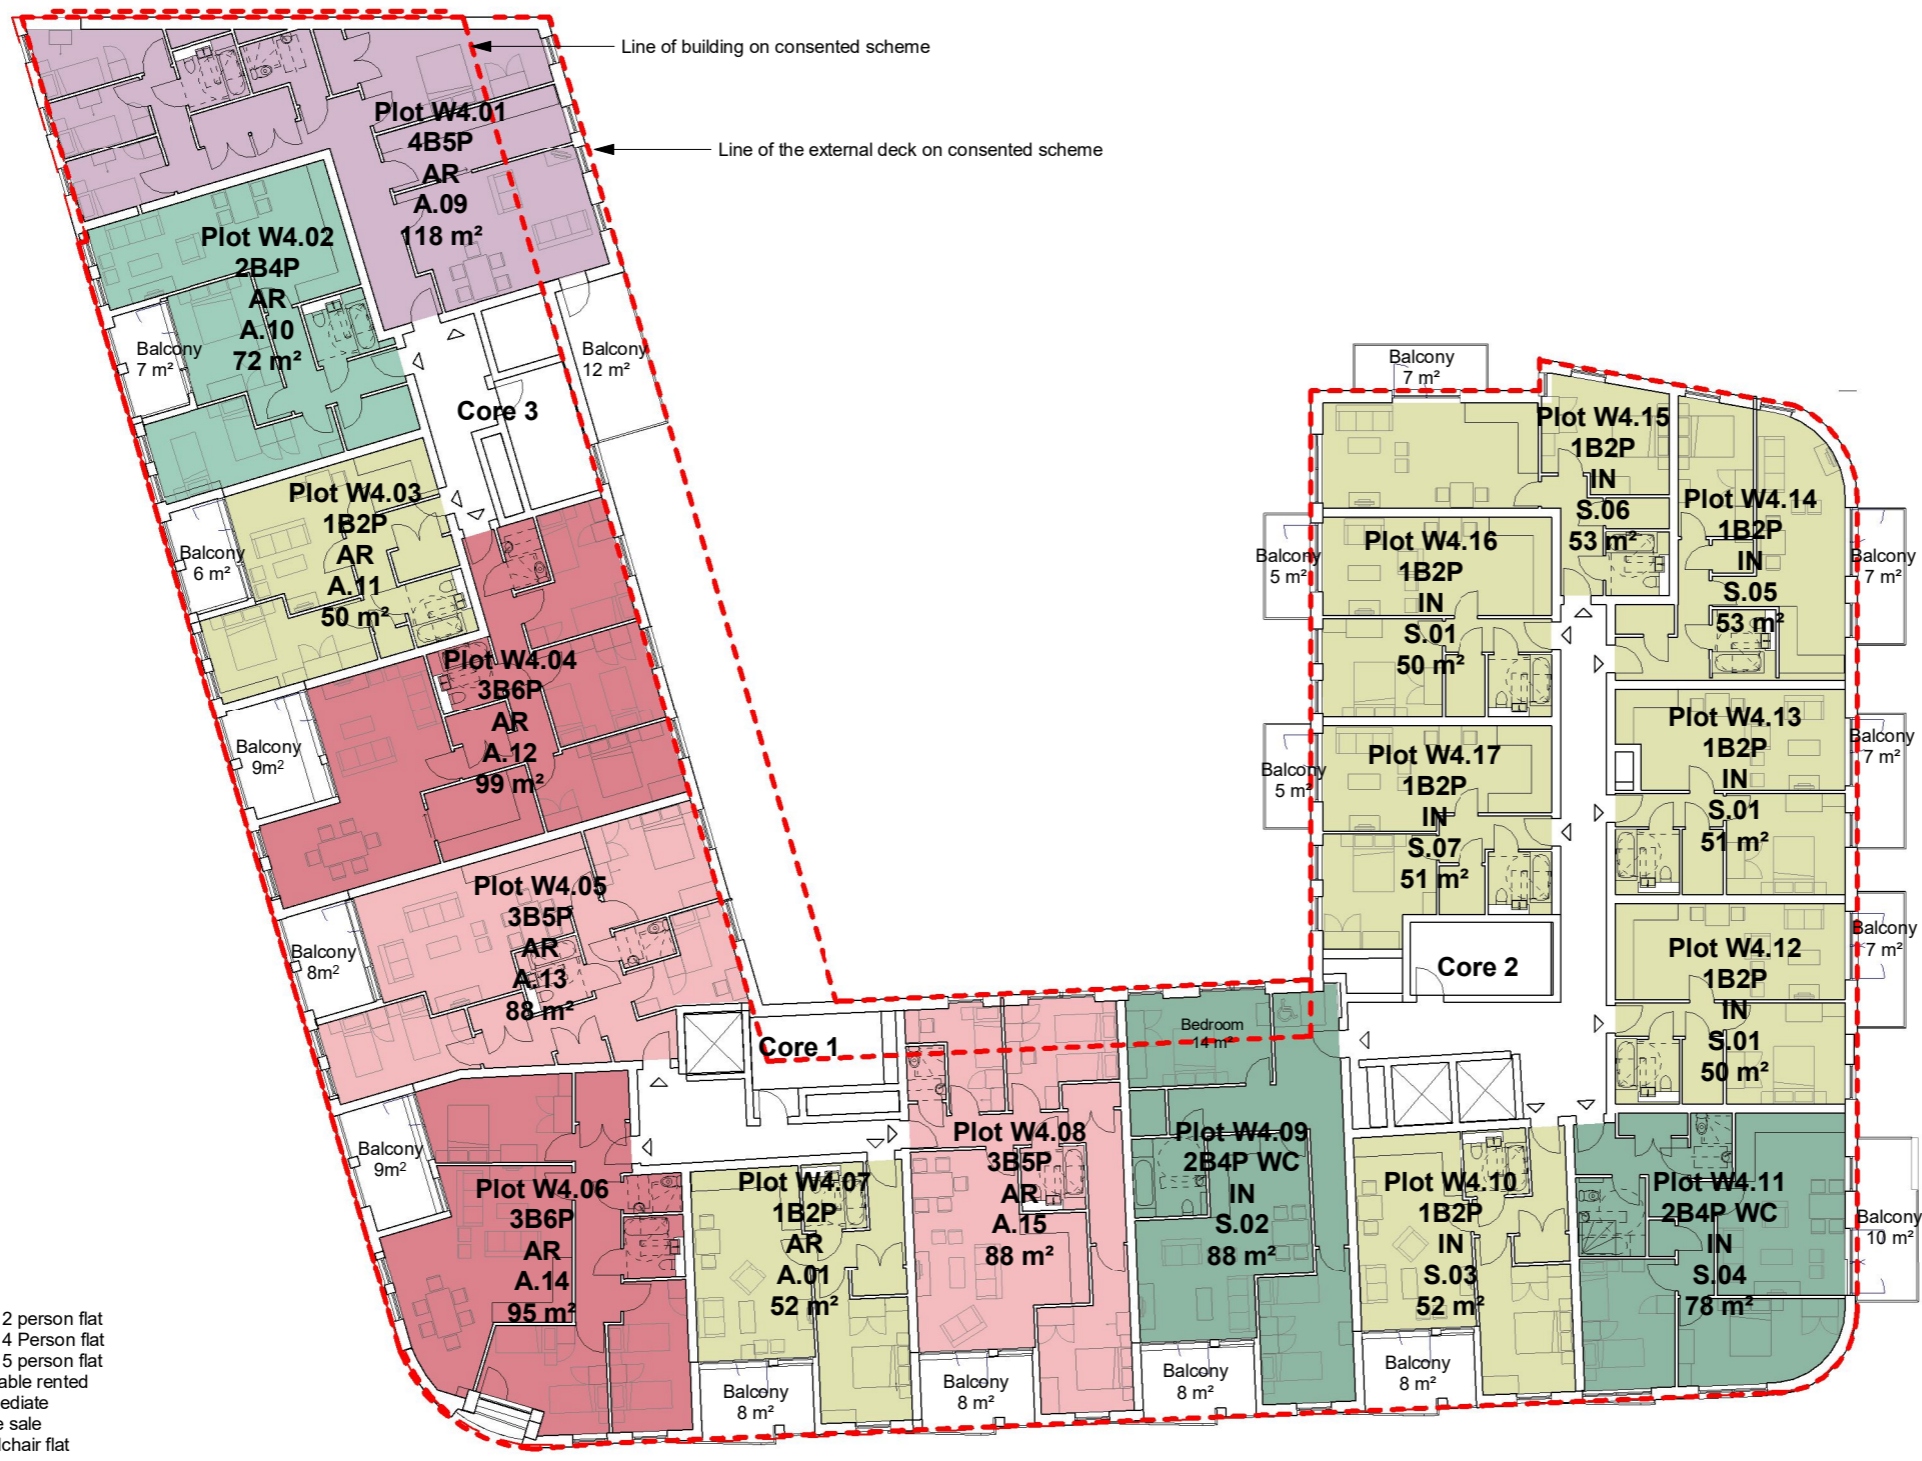 Line of building on consented scheme
Line of the external deck on consented scheme
Plot W4.01
4B5P
AR
A.09
118 m²
Plot W4.02
2B4P
AR
A.10
72 m²
Balcony
7 m²
Balcony
12 m²
Core 3
Plot W4.03
1B2P
AR
A.11
50 m²
Balcony
6 m²
Plot W4.04
3B6P
AR
A.12
99 m²
Balcony
9m²
Plot W4.05
3B5P
AR
A.13
88 m²
Balcony
8m²
Core 1
Plot W4.06
3B6P
AR
A.14
95 m²
Balcony
9m²
Plot W4.07
1B2P
AR
A.01
52 m²
Balcony
8 m²
Plot W4.08
3B5P
AR
A.15
88 m²
Balcony
8 m²
Bedroom
14 m²
Plot W4.09
2B4P WC
IN
S.02
88 m²
Balcony
8 m²
Plot W4.10
1B2P
IN
S.03
52 m²
Balcony
8 m²
Plot W4.11
2B4P WC
IN
S.04
78 m²
Balcony
10 m²
Plot W4.12
1B2P
IN
S.01
50 m²
Balcony
7 m²
Plot W4.13
1B2P
IN
S.01
51 m²
Balcony
7 m²
Plot W4.14
1B2P
IN
S.05
53 m²
Balcony
7 m²
Plot W4.15
1B2P
IN
S.06
53 m²
Balcony
7 m²
Plot W4.16
1B2P
IN
S.01
50 m²
Balcony
5 m²
Plot W4.17
1B2P
IN
S.07
51 m²
Balcony
5 m²
Core 2
2 person flat
4 Person flat
5 person flat
able rented
ediate
e sale
lchair flat